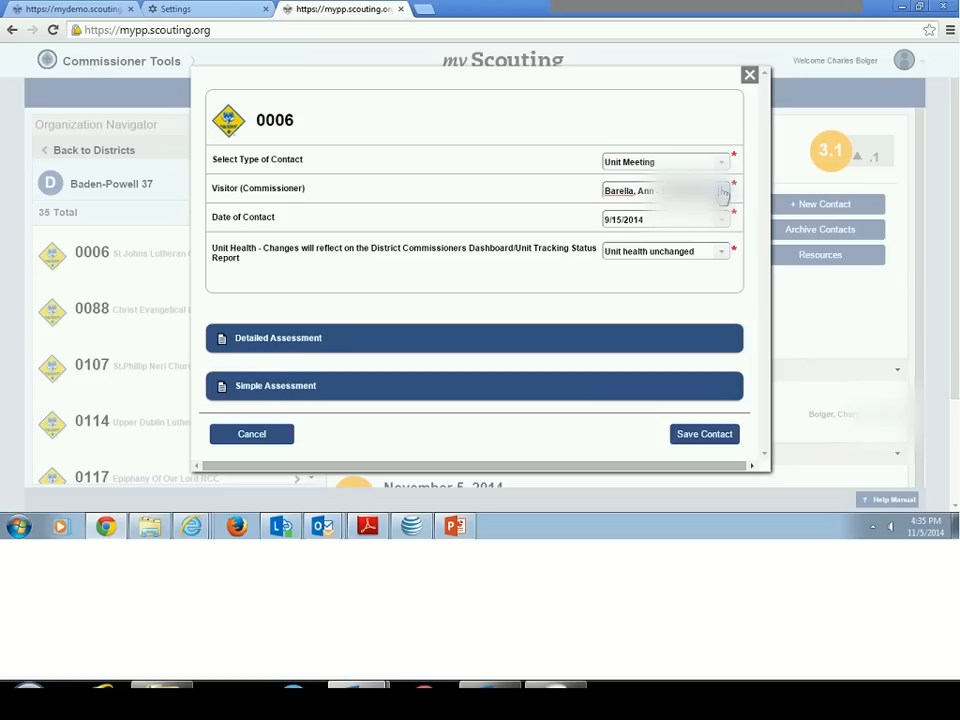 https://mydemo.scouting
Settings
https://mypp.scouting.org
https://mypp.scouting.org
Commissioner Tools
my Scouting
Welcome Charles Bolger
Organization Navigator
Back to Districts
D Baden-Powell 37
35 Total
0006 St Johns Lutheran
0088 Christ Evangelical
0107 St.Phillip Neri Chur
0114 Upper Dublin Luthe
0117 Epiphany Of Our Lord RCC
0006
Select Type of Contact
Unit Meeting *
Visitor (Commissioner)
Barella, Ann - *
Date of Contact
9/15/2014 *
Unit Health - Changes will reflect on the District Commissioners Dashboard/Unit Tracking Status
Report
Unit health unchanged *
Detailed Assessment
Simple Assessment
Cancel
Save Contact
3.1 .1
+ New Contact
Archive Contacts
Resources
Bolger, Cha
November 5, 2014
? Help Manual
4:35 PM
11/5/2014